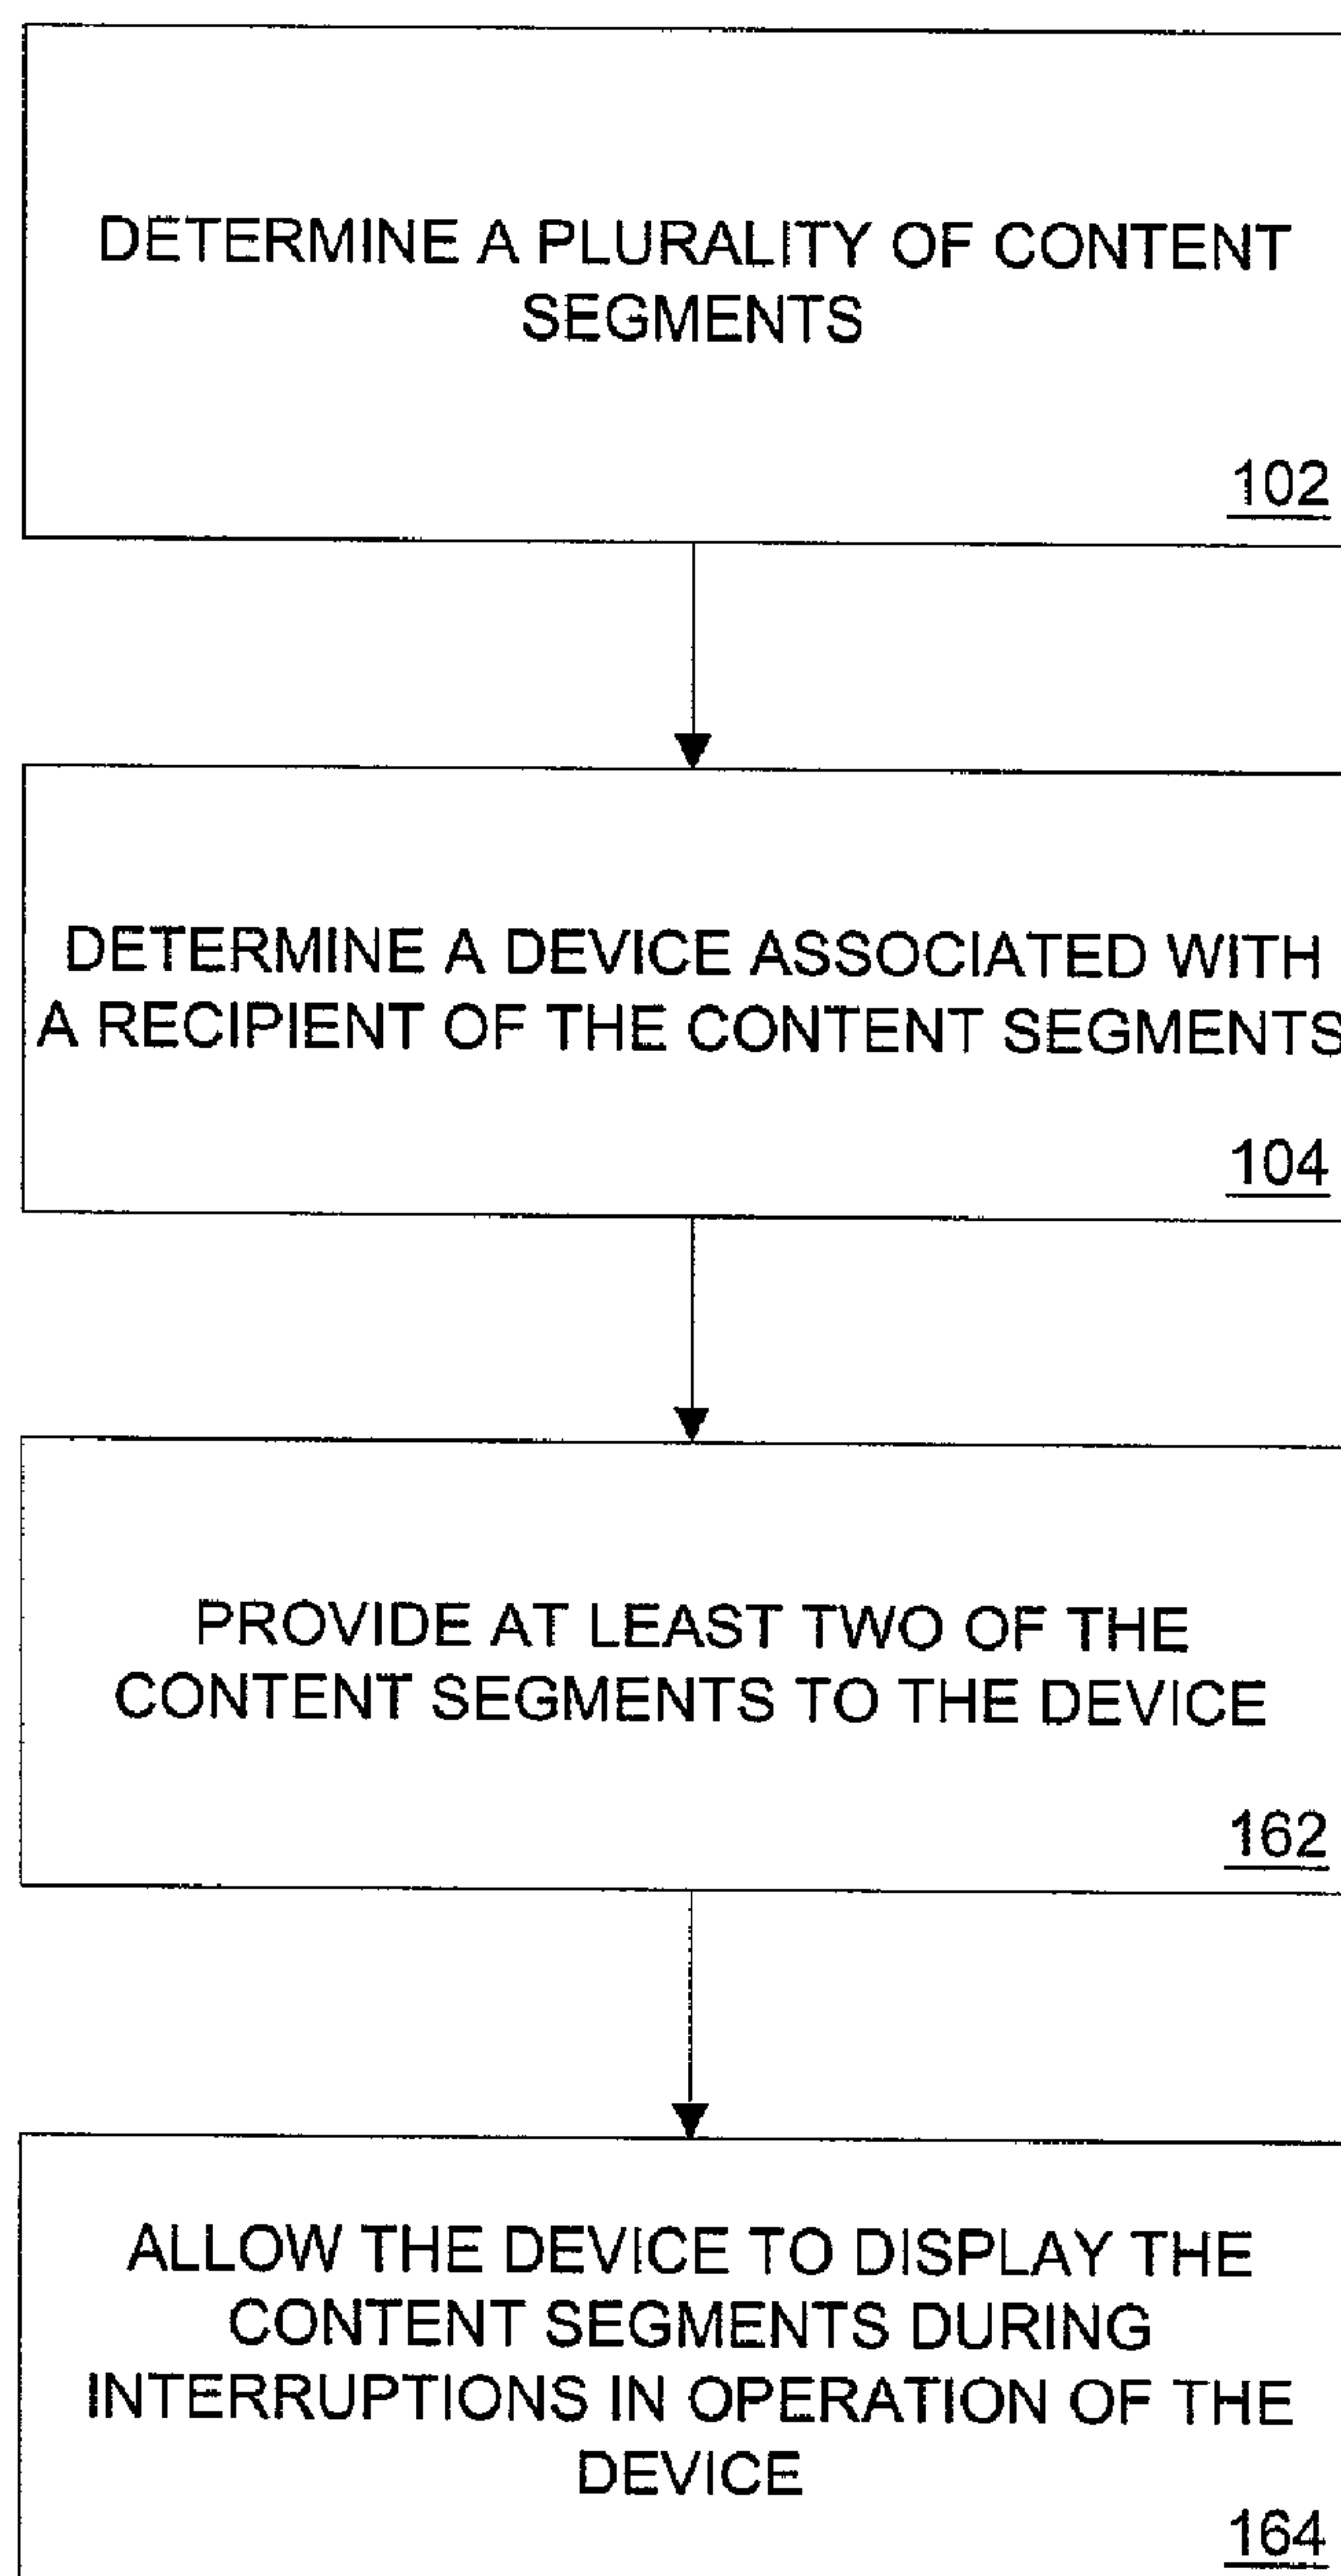 DETERMINE A PLURALITY OF CONTENT
SEGMENTS
102
DETERMINE A DEVICE ASSOCIATED WITH
A RECIPIENT OF THE CONTENT SEGMENTS
104
PROVIDE AT LEAST TWO OF THE
CONTENT SEGMENTS TO THE DEVICE
162
ALLOW THE DEVICE TO DISPLAY THE
CONTENT SEGMENTS DURING
INTERRUPTIONS IN OPERATION OF THE
DEVICE
164